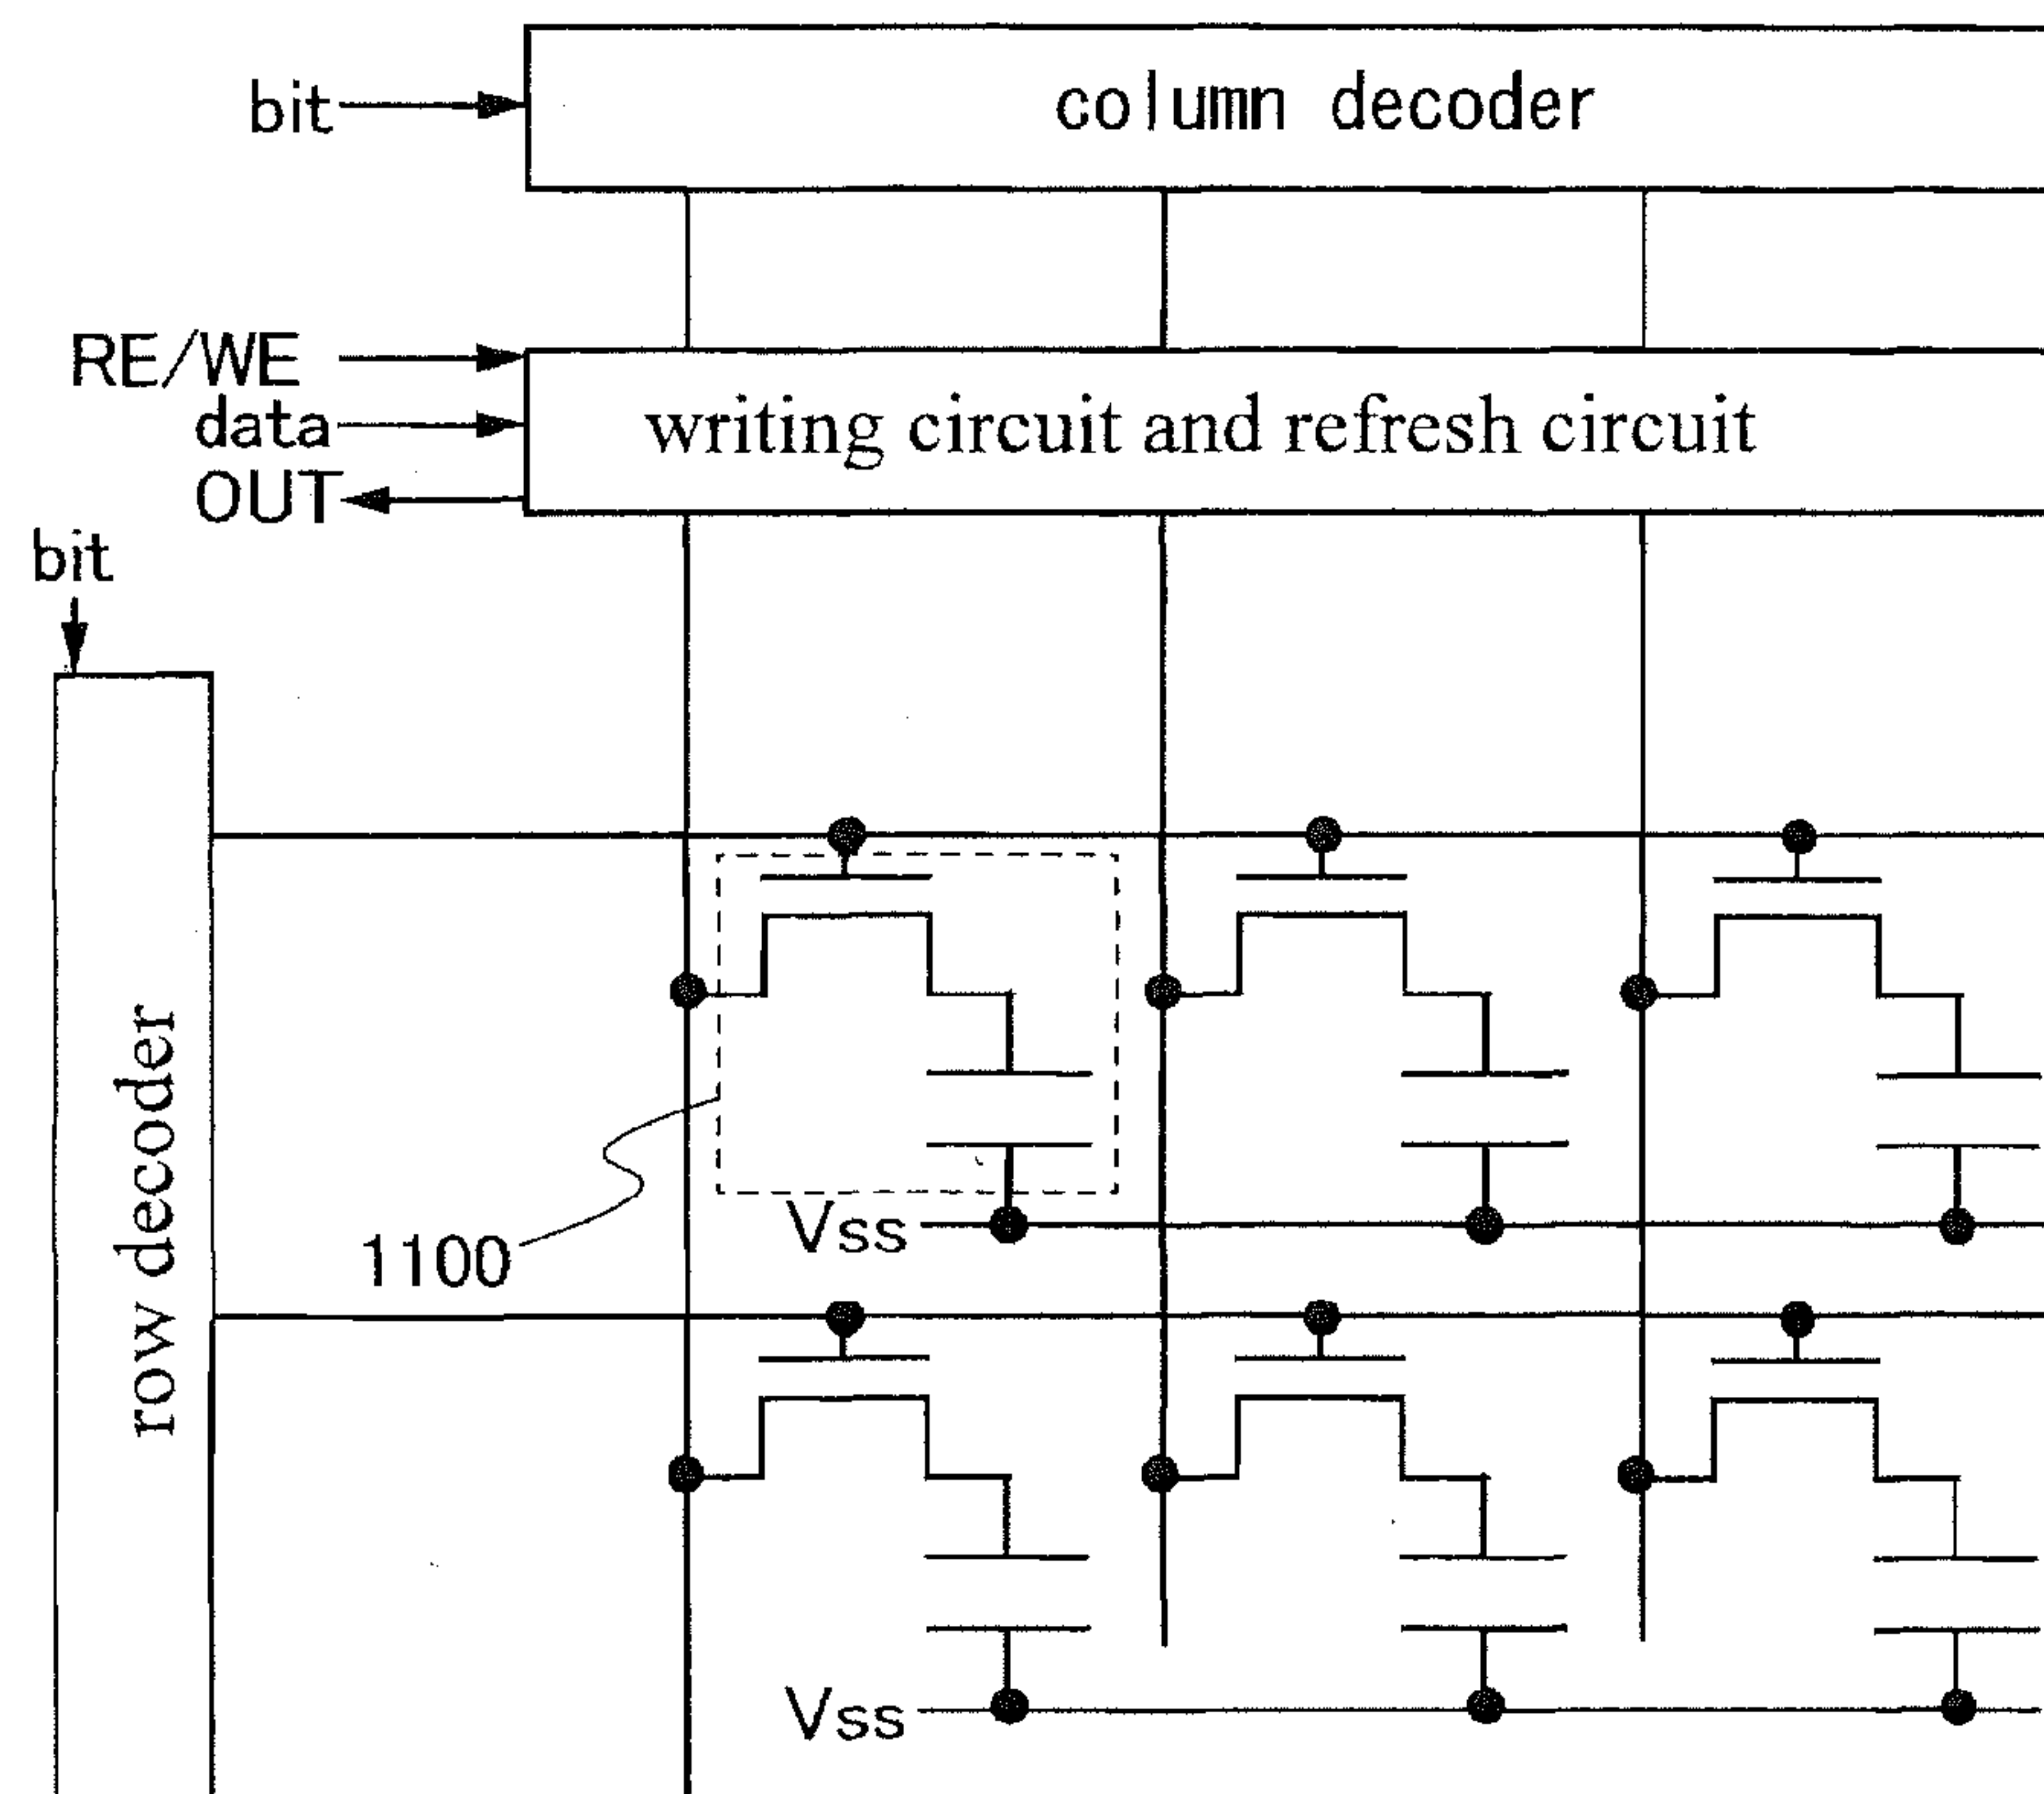 bit
column decoder
RE/WE
data
OUT
writing circuit and refresh circuit
bit
row decoder
1100
Vss
Vss